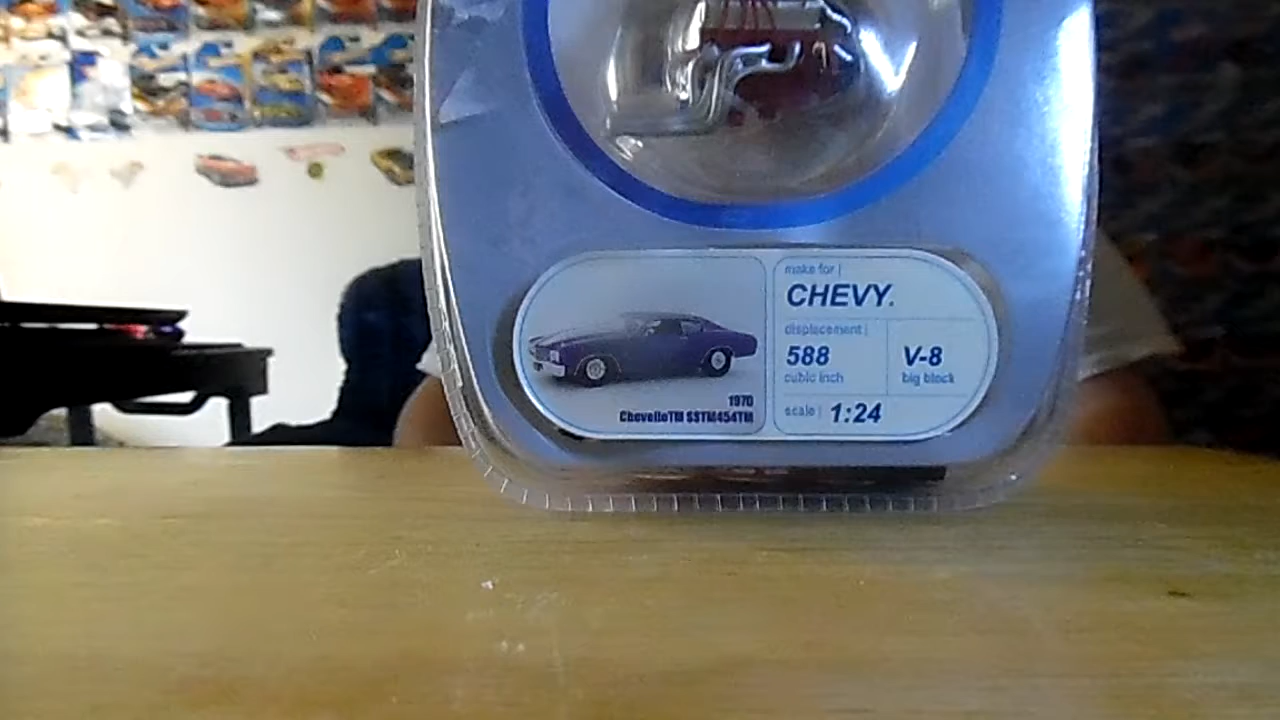 make for |
CHEVY.
displacement |
588
cubic inch
V-8
big block
scale | 1:24
1970
ChevelleTM SSTM454TM